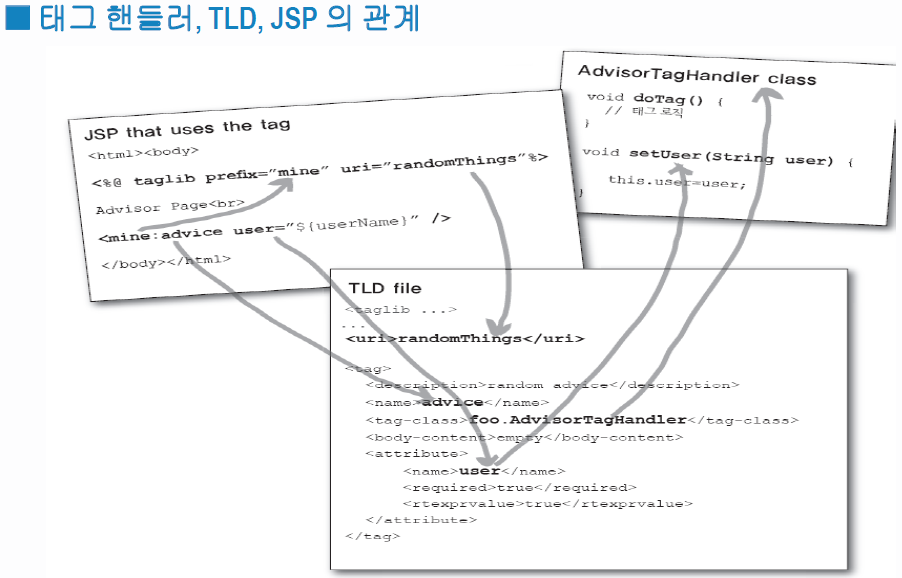 ■ 태그 핸들러, TLD, JSP 의 관계
JSP that uses the tag
<html><body>
<%@ taglib prefix="mine" uri="randomThings"%>
Advisor Page<br>
<mine:advice user="${userName}" />
</body></html>
AdvisorTagHandler class
void doTag() {
// 태그 로직
}
void setUser(String user) {
this.user=user;
}
TLD file
<taglib ...>
...
<uri>randomThings</uri>
<tag>
<description>random advice</description>
<name>advice</name>
<tag-class>foo.AdvisorTagHandler</tag-class>
<body-content>empty</body-content>
<attribute>
<name>user</name>
<required>true</required>
<rtexprvalue>true</rtexprvalue>
</attribute>
</tag>